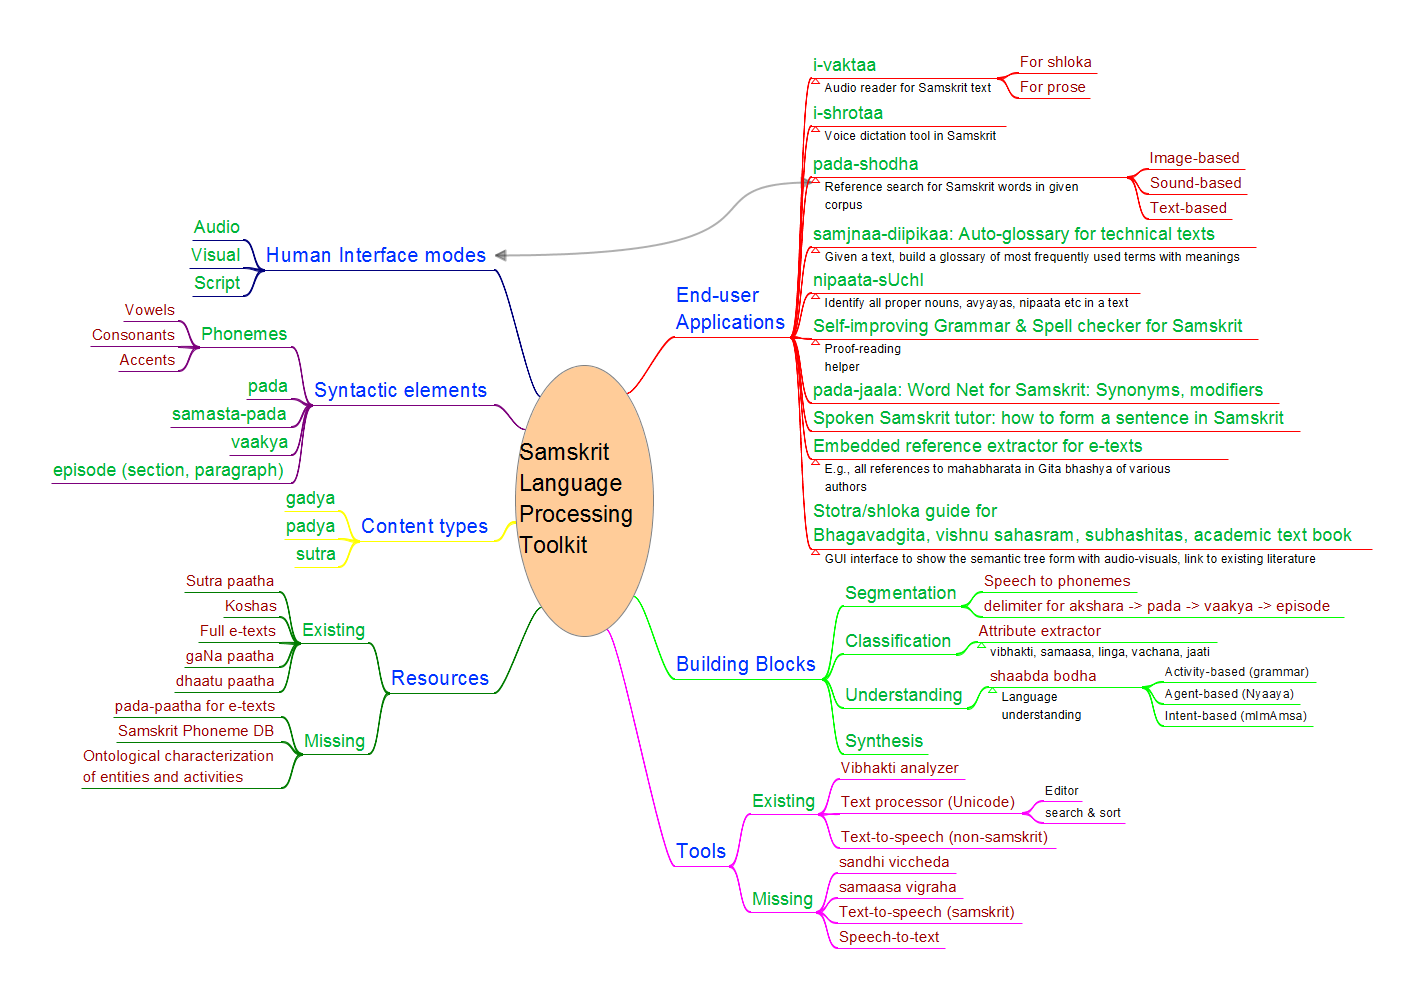 Samskrit
Language
Processing
Toolkit
Human Interface modes
Audio
Visual
Script
Syntactic elements
Phonemes
Vowels
Consonants
Accents
pada
samasta-pada
vaakya
episode (section, paragraph)
Content types
gadya
padya
sutra
Resources
Existing
Sutra paatha
Koshas
Full e-texts
gaNa paatha
dhaatu paatha
Missing
pada-paatha for e-texts
Samskrit Phoneme DB
Ontological characterization
of entities and activities
End-user
Applications
i-vaktaa
Audio reader for Samskrit text
For shloka
For prose
i-shrotaa
Voice dictation tool in Samskrit
pada-shodha
Reference search for Samskrit words in given
corpus
Image-based
Sound-based
Text-based
samjnaa-diipikaa: Auto-glossary for technical texts
Given a text, build a glossary of most frequently used terms with meanings
nipaata-sUchI
Identify all proper nouns, avyayas, nipaata etc in a text
Self-improving Grammar & Spell checker for Samskrit
Proof-reading
helper
pada-jaala: Word Net for Samskrit: Synonyms, modifiers
Spoken Samskrit tutor: how to form a sentence in Samskrit
Embedded reference extractor for e-texts
E.g., all references to mahabharata in Gita bhashya of various
authors
Stotra/shloka guide for
Bhagavadgita, vishnu sahasram, subhashitas, academic text book
GUI interface to show the semantic tree form with audio-visuals, link to existing literature
Building Blocks
Segmentation
Speech to phonemes
delimiter for akshara -> pada -> vaakya -> episode
Classification
Attribute extractor
vibhakti, samaasa, linga, vachana, jaati
Understanding
shaabda bodha
Language
understanding
Activity-based (grammar)
Agent-based (Nyaaya)
Intent-based (mImAmsa)
Synthesis
Tools
Existing
Vibhakti analyzer
Text processor (Unicode)
Editor
search & sort
Text-to-speech (non-samskrit)
Missing
sandhi viccheda
samaasa vigraha
Text-to-speech (samskrit)
Speech-to-text